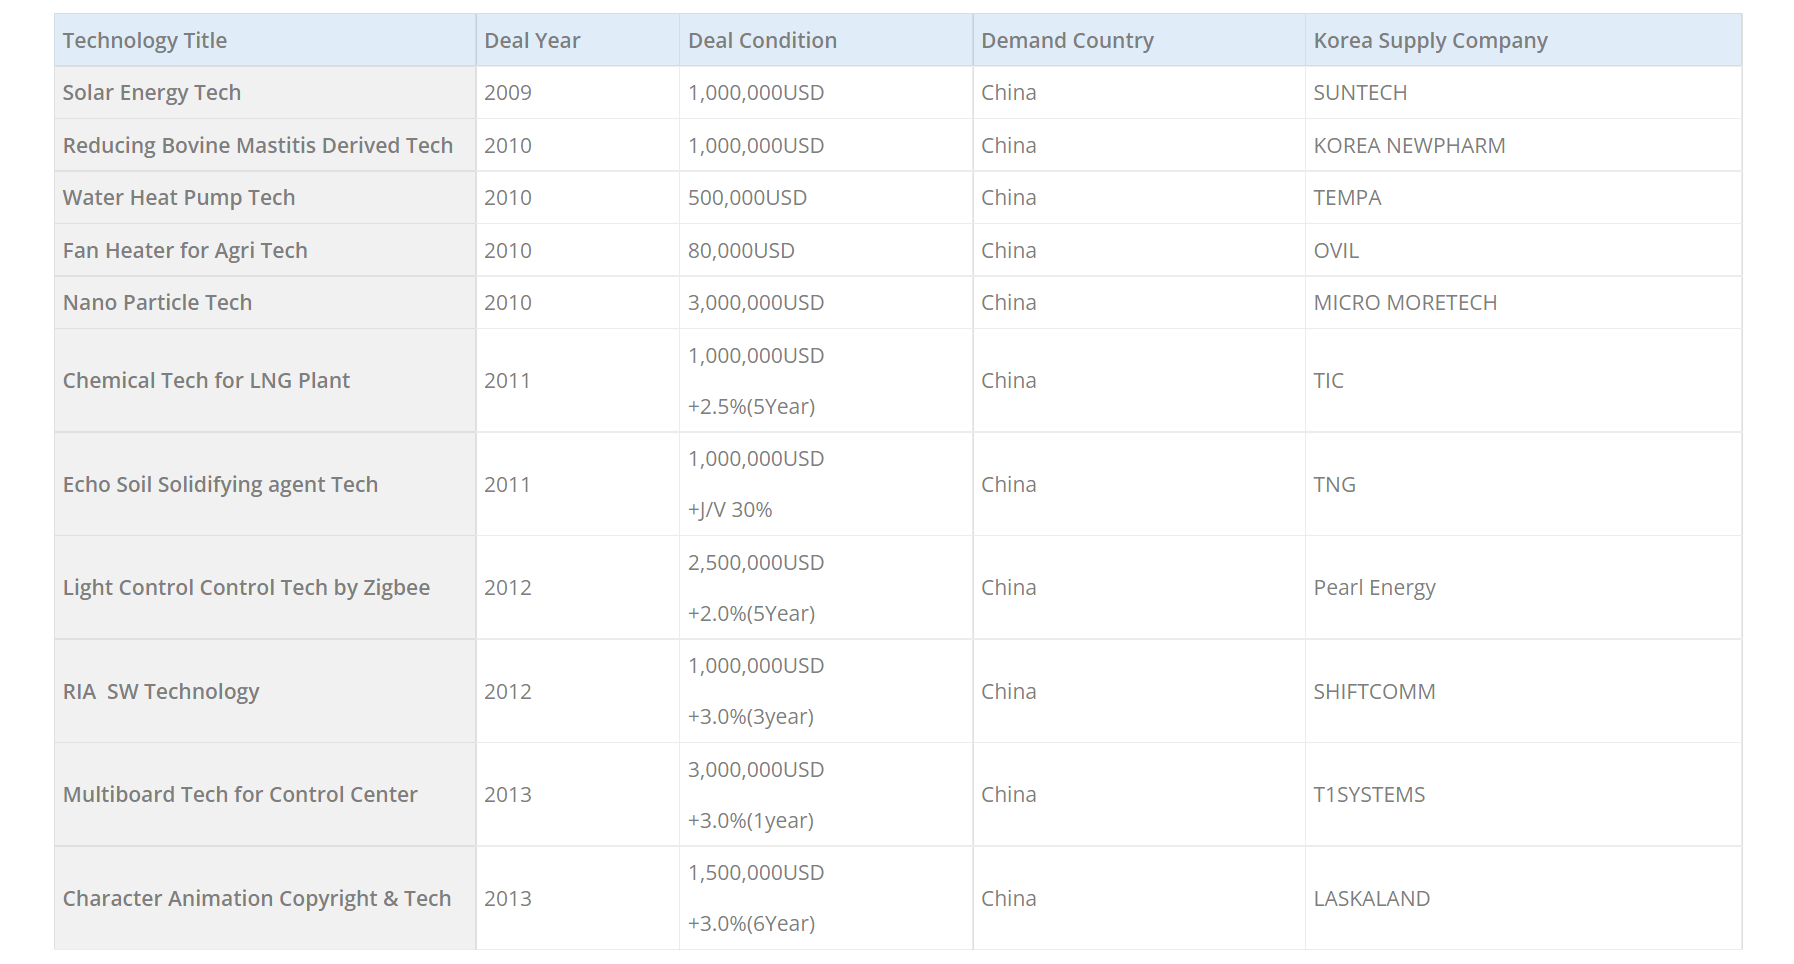 Technology Title Deal Year Deal Condition Demand Country Korea Supply Company
Solar Energy Tech 2009 1,000,000USD China SUNTECH
Reducing Bovine Mastitis Derived Tech 2010 1,000,000USD China KOREA NEWPHARM
Water Heat Pump Tech 2010 500,000USD China TEMPA
Fan Heater for Agri Tech 2010 80,000USD China OVIL
Nano Particle Tech 2010 3,000,000USD China MICRO MORETECH
Chemical Tech for LNG Plant 2011 1,000,000USD
+2.5%(5Year) China TIC
Echo Soil Solidifying agent Tech 2011 1,000,000USD
+J/V 30% China TNG
Light Control Control Tech by Zigbee 2012 2,500,000USD
+2.0%(5Year) China Pearl Energy
RIA  SW Technology 2012 1,000,000USD
+3.0%(3year) China SHIFTCOMM
Multiboard Tech for Control Center 2013 3,000,000USD
+3.0%(1year) China T1SYSTEMS
Character Animation Copyright & Tech 2013 1,500,000USD
+3.0%(6Year) China LASKALAND